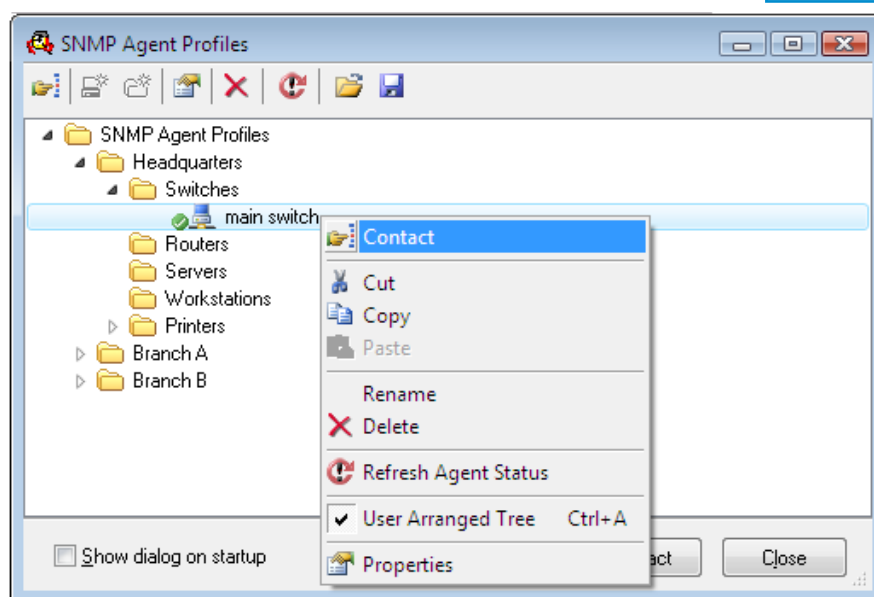 SNMP Agent Profiles
SNMP Agent Profiles
Headquarters
Switches
main switch
Contact
Routers
Cut
Servers
Copy
Workstations
Paste
Printers
Branch A
Branch B
Rename
Delete
Refresh Agent Status
User Arranged Tree Ctrl+A
Properties
Show dialog on startup
act
Close